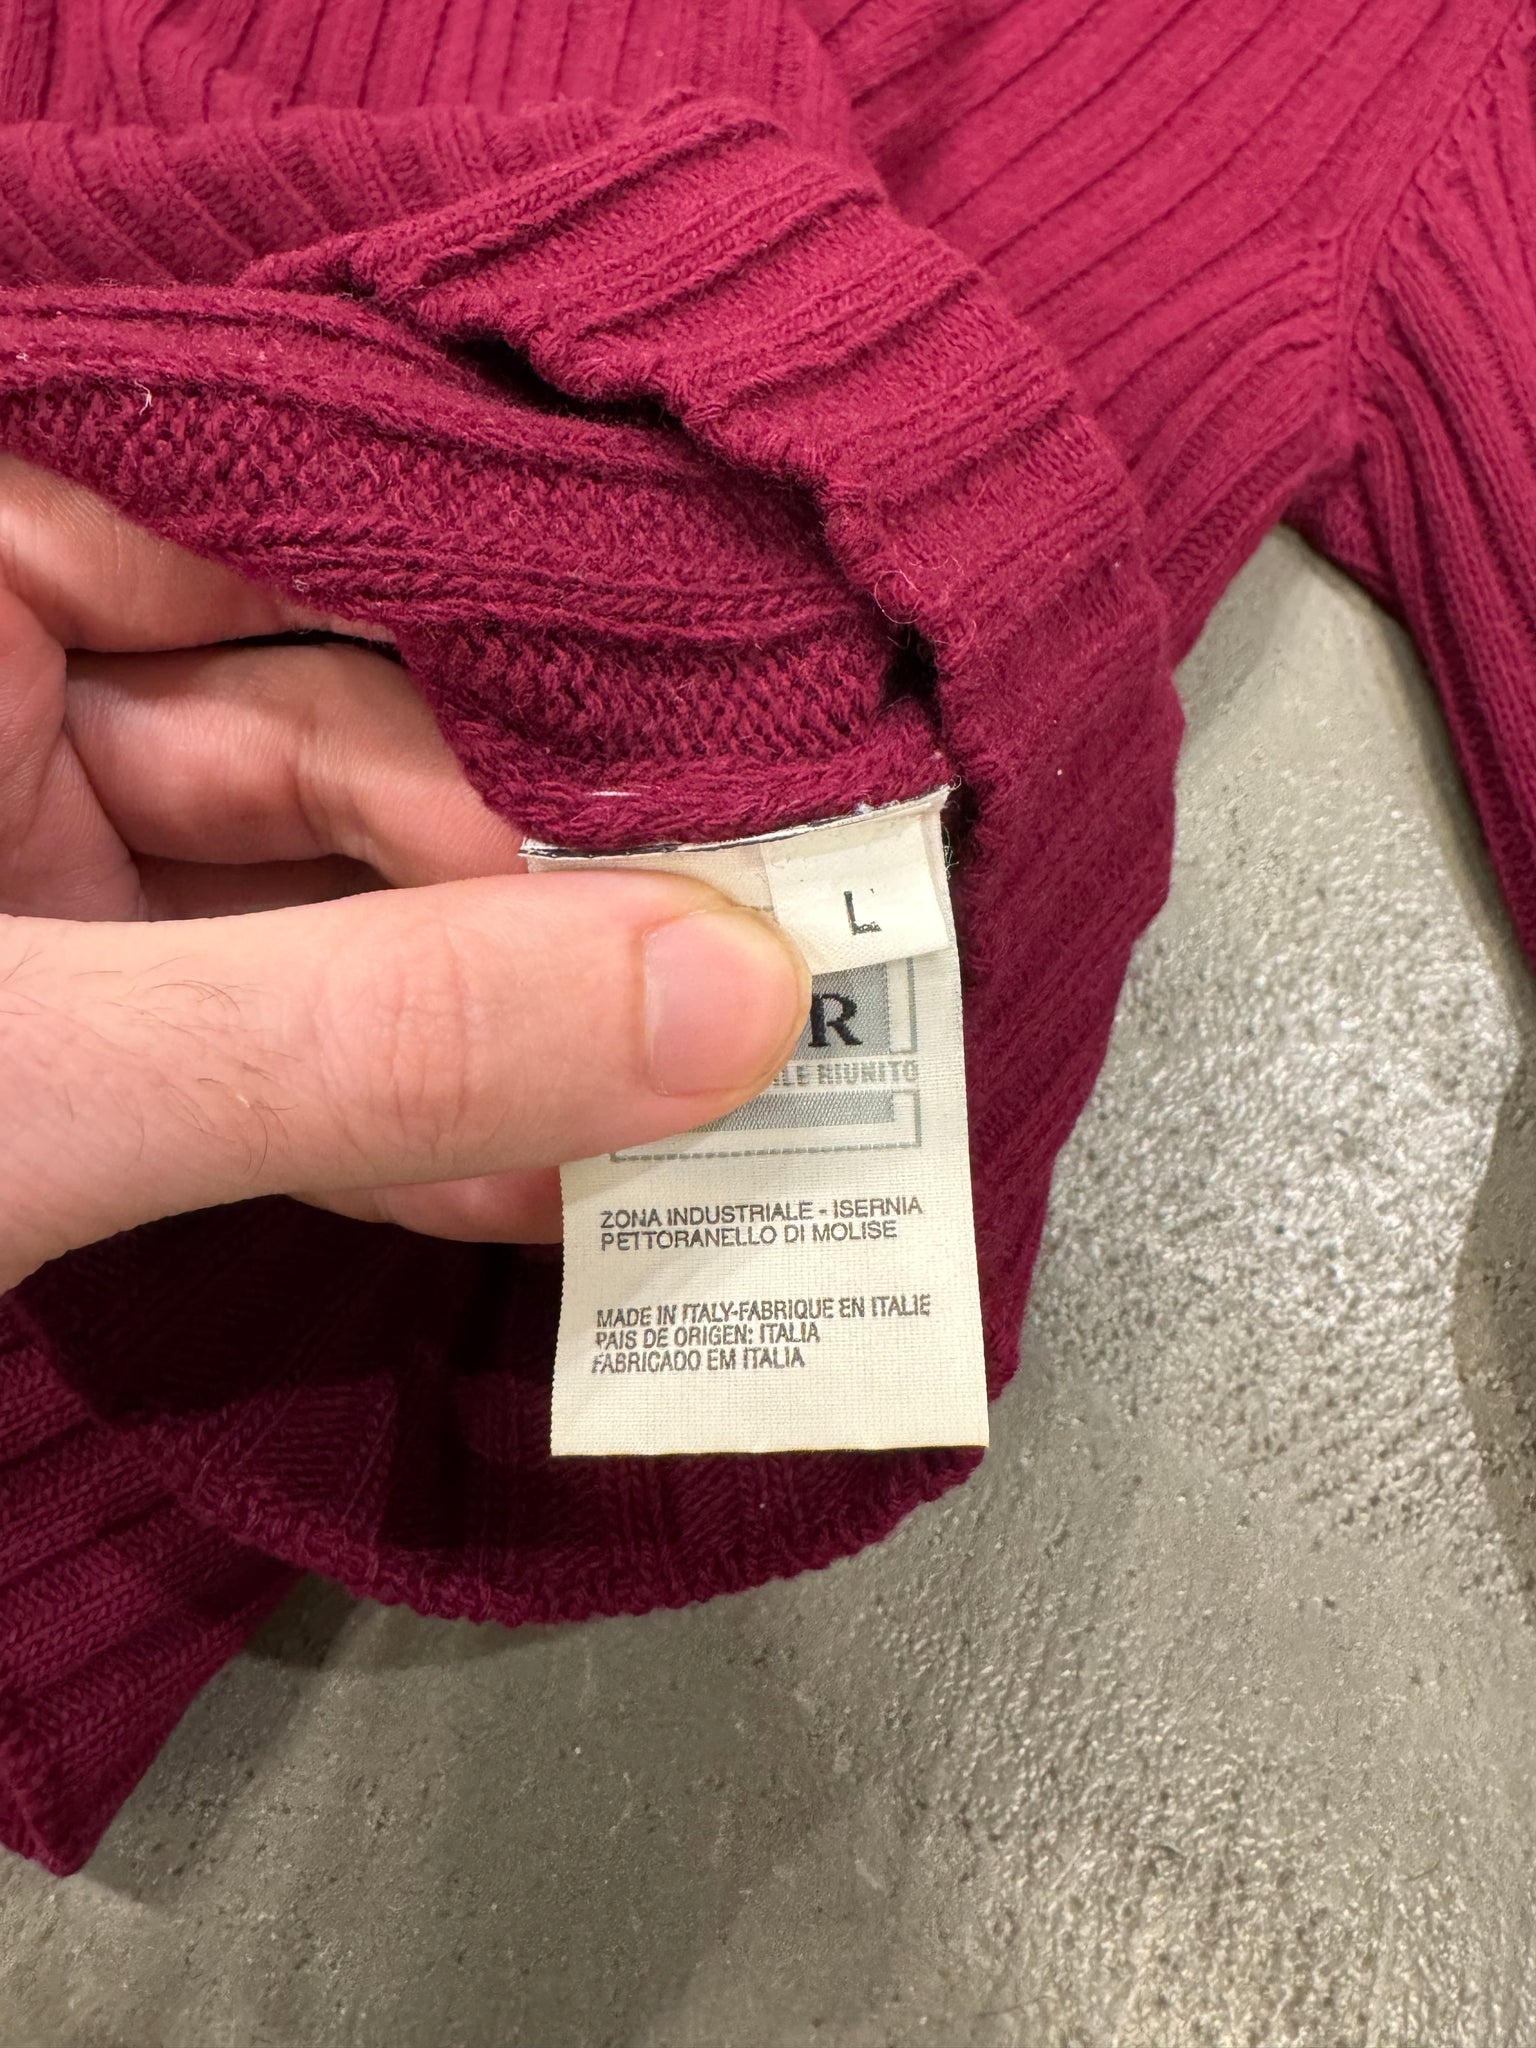 L
R
RIUNITO
ZONA INDUSTRIALE - ISERNIA
PETTORANELLO DI MOLISE
MADE IN ITALY-FABRIQUE EN ITALIE
PAIS DE ORIGEN: ITALIA
FABRICADO EM ITALIA